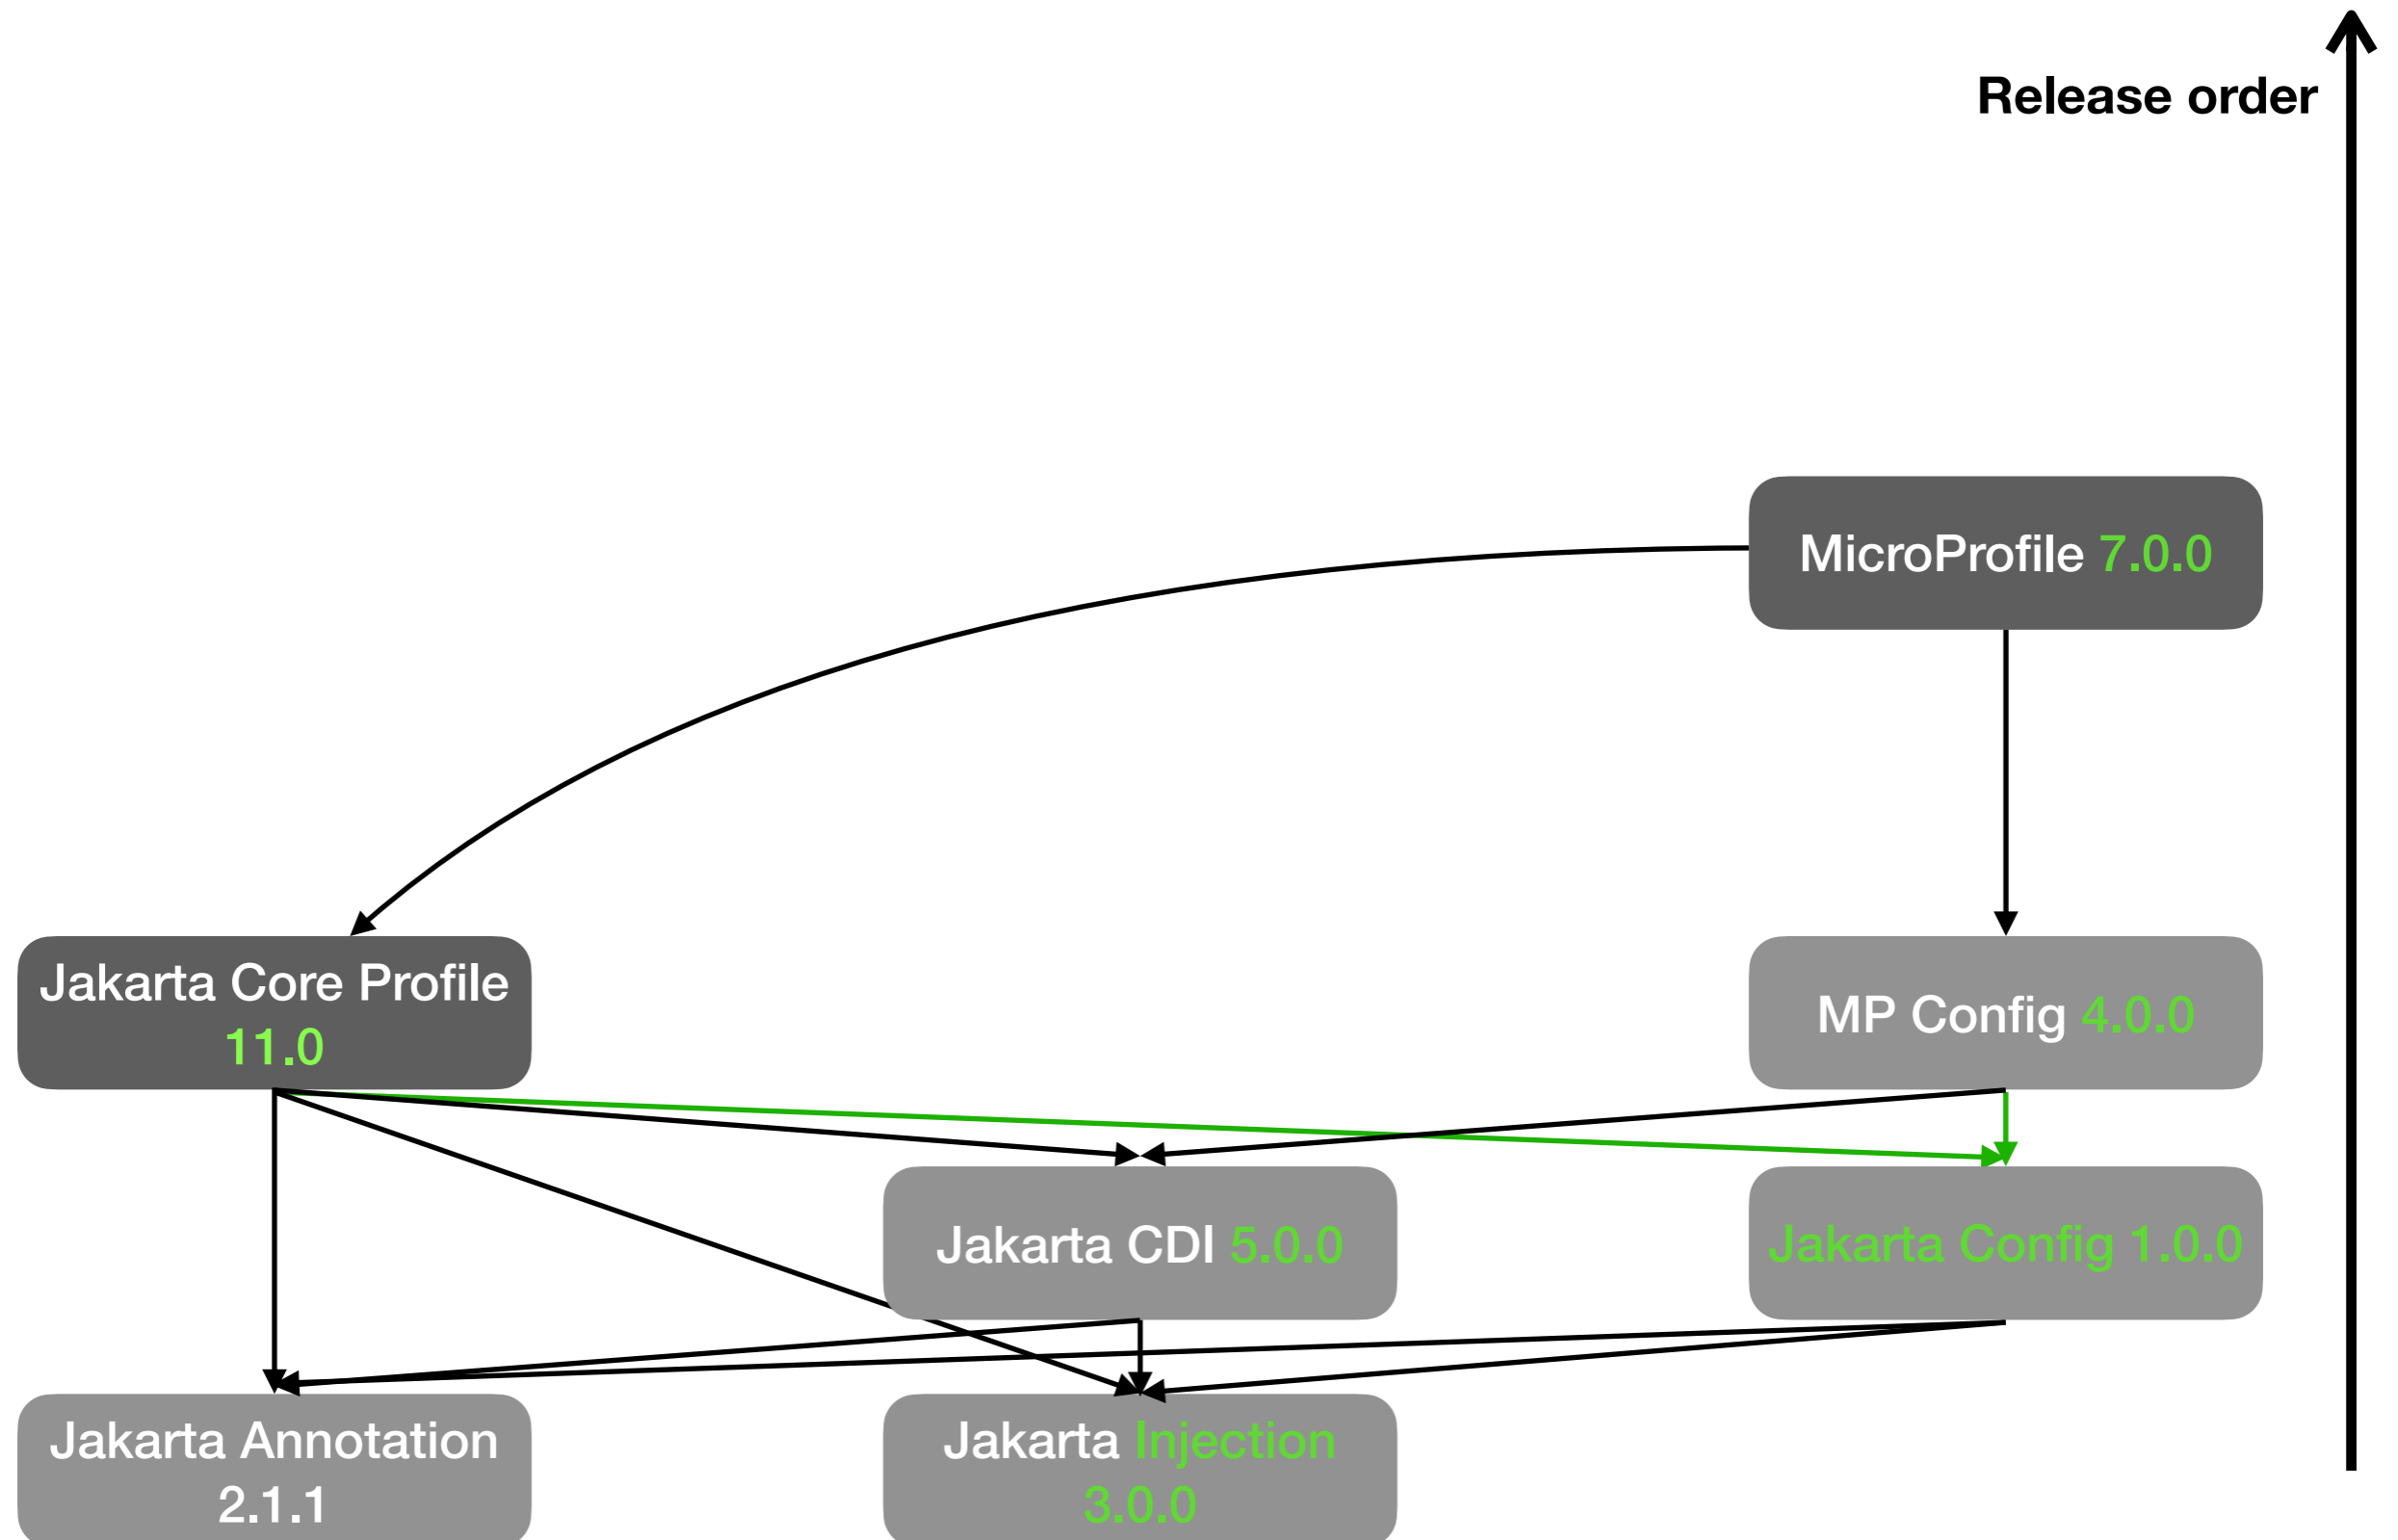 Release order
MicroProfile 7.0.0
Jakarta Core Profile
11.0
MP Config 4.0.0
Jakarta CDI 5.0.0
Jakarta Config 1.0.0
Jakarta Annotation
2.1.1
Jakarta Injection
3.0.0